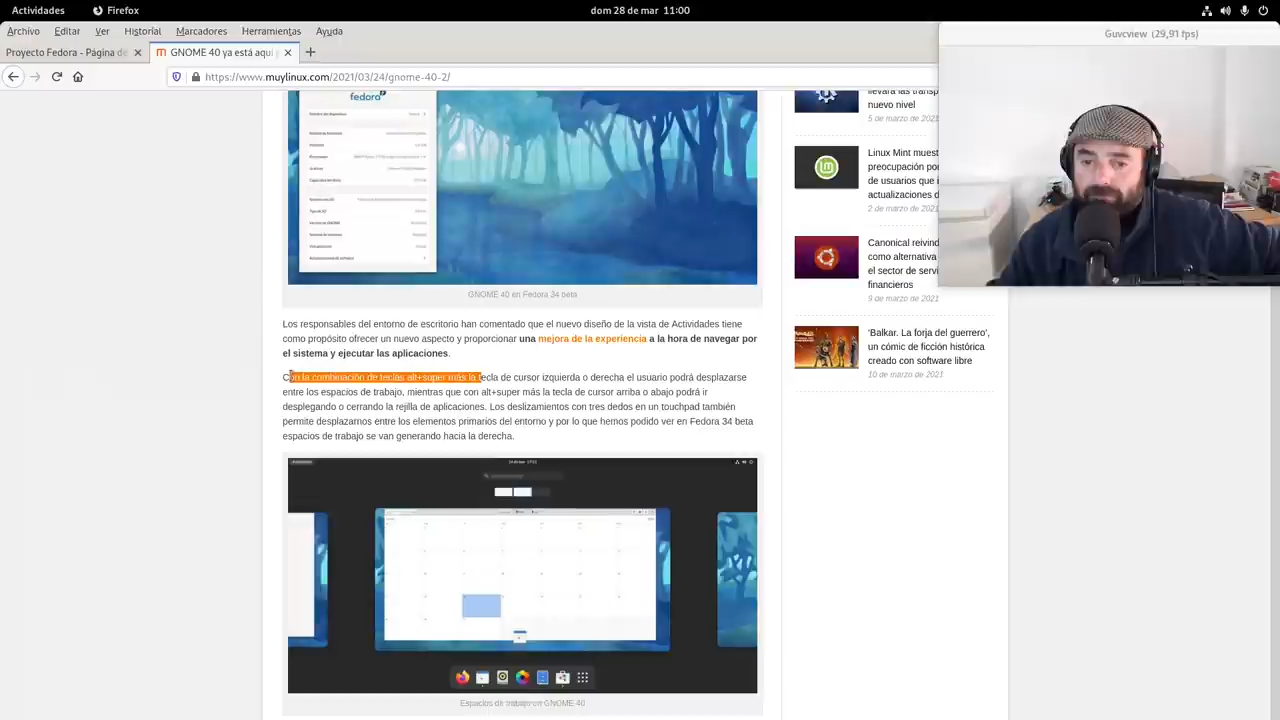 Actividades
Firefox
dom 28 de mar 11:00
Archivo Editar Ver Historial Marcadores Herramientas Ayuda
Guvcview (29,91 fps)
Proyecto Fedora - Página de
GNOME 40 ya está aquí
https://www.muylinux.com/2021/03/24/gnome-40-2/
fedora
GNOME 40 en Fedora 34 beta
Los responsables del entorno de escritorio han comentado que el nuevo diseño de la vista de Actividades tiene
como propósito ofrecer un nuevo aspecto y proporcionar una mejora de la experiencia a la hora de navegar por
el sistema y ejecutar las aplicaciones.
Con la combinación de teclas alt+super más la tecla de cursor izquierda o derecha el usuario podrá desplazarse
entre los espacios de trabajo, mientras que con alt+super más la tecla de cursor arriba o abajo podrá ir
desplegando o cerrando la rejilla de aplicaciones. Los deslizamientos con tres dedos en un touchpad también
permite desplazarnos entre los elementos primarios del entorno y por lo que hemos podido ver en Fedora 34 beta
espacios de trabajo se van generando hacia la derecha.
Espacios de trabajo en GNOME 40
llevará las transp
nuevo nivel
5 de marzo de 2021
Linux Mint muest
preocupación po
de usuarios que
actualizaciones d
2 de marzo de 2021
Canonical reivind
como alternativa
el sector de servi
financieros
9 de marzo de 2021
'Balkar. La forja del guerrero',
un cómic de ficción histórica
creado con software libre
10 de marzo de 2021